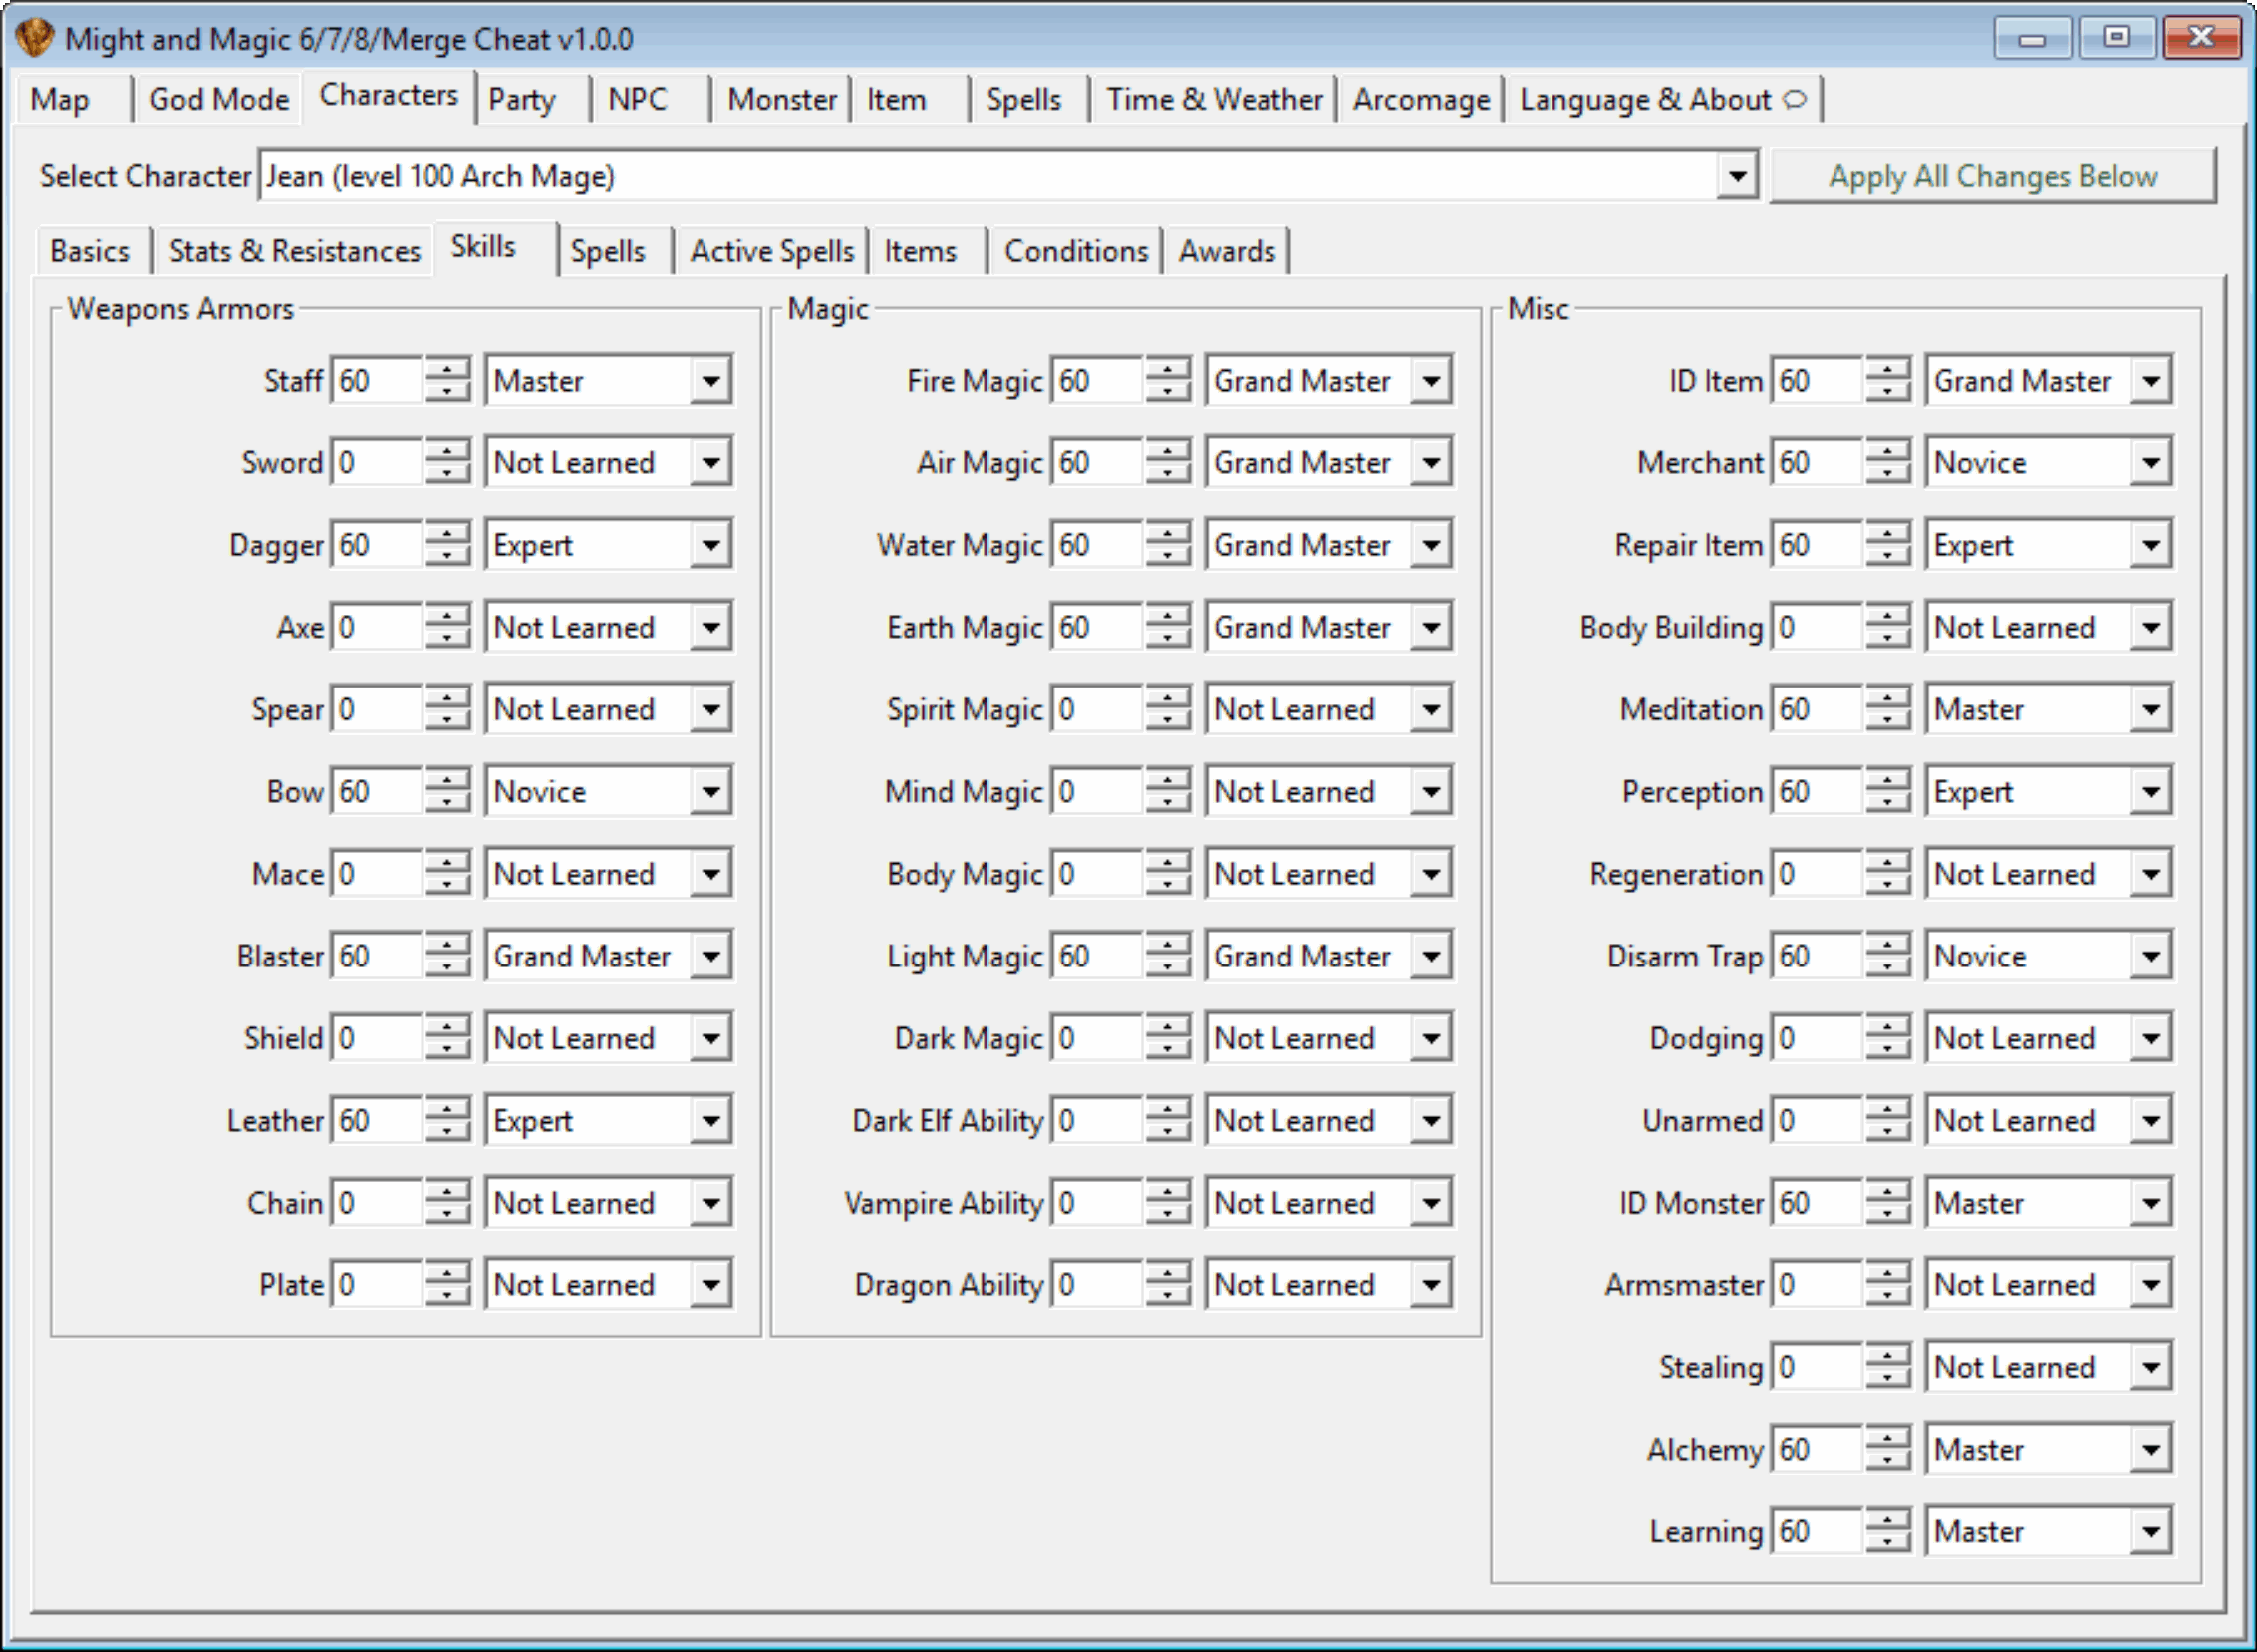 Might and Magic 6/7/8/Merge Cheat v1.0.0
Map God Mode Characters Party NPC Monster Item Spells Time & Weather Arcomage Language & About
Select Character Jean (level 100 Arch Mage) Apply All Changes Below
Basics Stats & Resistances Skills Spells Active Spells Items Conditions Awards
Weapons Armors
Staff 60 Master
Sword 0 Not Learned
Dagger 60 Expert
Axe 0 Not Learned
Spear 0 Not Learned
Bow 60 Novice
Mace 0 Not Learned
Blaster 60 Grand Master
Shield 0 Not Learned
Leather 60 Expert
Chain 0 Not Learned
Plate 0 Not Learned
Magic
Fire Magic 60 Grand Master
Air Magic 60 Grand Master
Water Magic 60 Grand Master
Earth Magic 60 Grand Master
Spirit Magic 0 Not Learned
Mind Magic 0 Not Learned
Body Magic 0 Not Learned
Light Magic 60 Grand Master
Dark Magic 0 Not Learned
Dark Elf Ability 0 Not Learned
Vampire Ability 0 Not Learned
Dragon Ability 0 Not Learned
Misc
ID Item 60 Grand Master
Merchant 60 Novice
Repair Item 60 Expert
Body Building 0 Not Learned
Meditation 60 Master
Perception 60 Expert
Regeneration 0 Not Learned
Disarm Trap 60 Novice
Dodging 0 Not Learned
Unarmed 0 Not Learned
ID Monster 60 Master
Armsmaster 0 Not Learned
Stealing 0 Not Learned
Alchemy 60 Master
Learning 60 Master